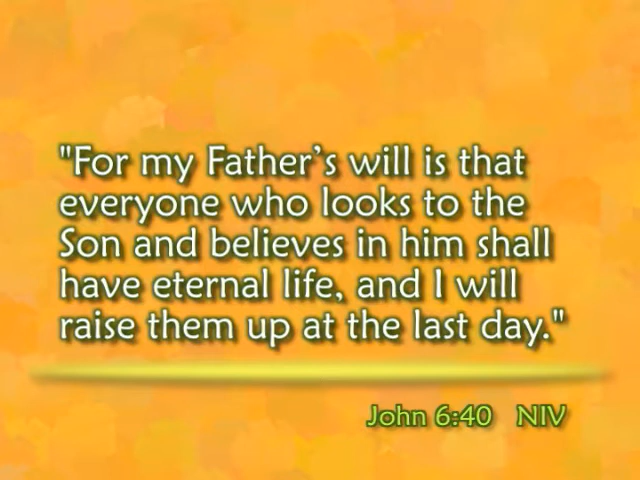 "For my Father’s will is that
everyone who looks to the
Son and believes in him shall
have eternal life, and I will
raise them up at the last day."
John 6:40 NIV